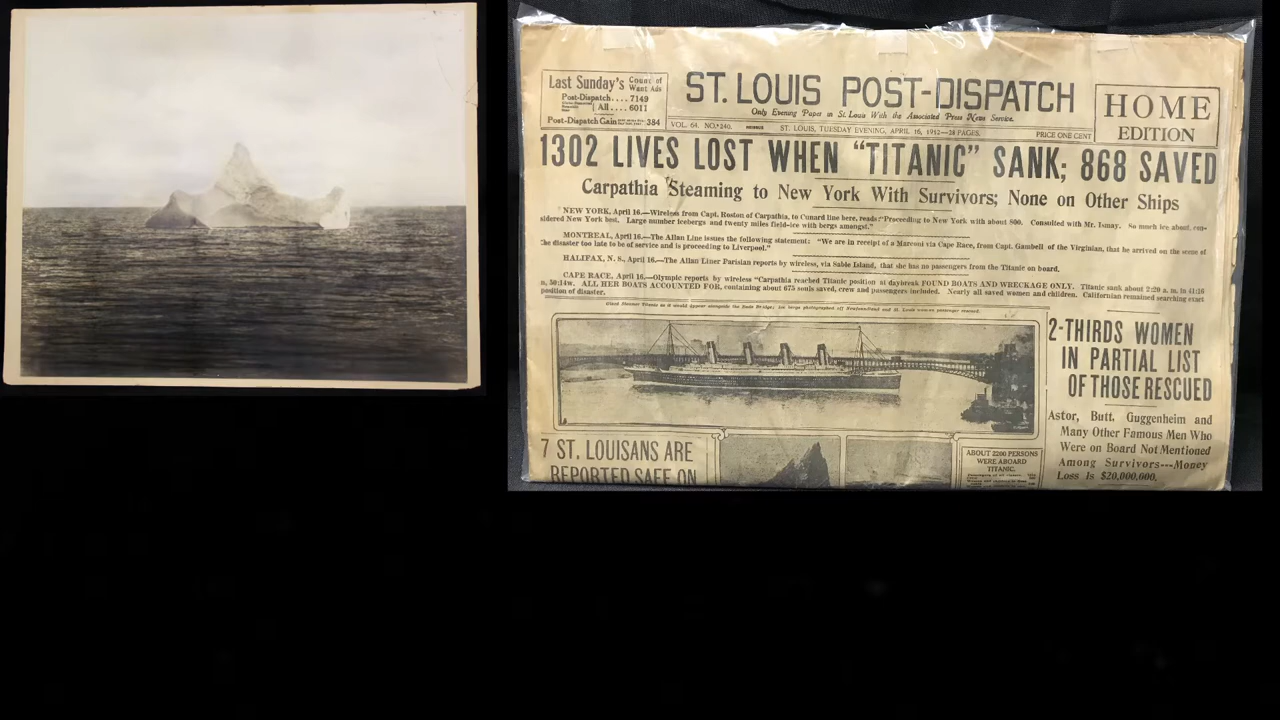 Last Sunday's Count of Want Ads
Post-Dispatch.... 7149
All.... 6011
Post-Dispatch Gain 384
ST. LOUIS POST-DISPATCH
Only Evening Paper in St. Louis With the Associated Press News Service.
HOME
EDITION
VOL. 64. NO. 240. ST. LOUIS, TUESDAY EVENING, APRIL 16, 1912—28 PAGES. PRICE ONE CENT
1302 LIVES LOST WHEN "TITANIC" SANK; 868 SAVED
Carpathia Steaming to New York With Survivors; None on Other Ships
NEW YORK, April 16.—Wireless from Capt. Roston of Carpathia, to Cunard line here, reads: "Proceeding to New York with about 800. Consulted with Mr. Ismay. So much ice about, con-
sidered New York best. Large number icebergs and twenty miles field-ice with bergs amongst."
MONTREAL, April 16.—The Allan Line issues the following statement: "We are in receipt of a Marconi via Cape Race, from Capt. Gambell of the Virginian, that he arrived on the scene of
the disaster too late to be of service and is proceeding to Liverpool."
HALIFAX, N. S., April 16.—The Allan Liner Parisian reports by wireless, via Sable Island, that she has no passengers from the Titanic on board.
CAPE RACE, April 16.—Olympic reports by wireless "Carpathia reached Titanic position at daybreak FOUND BOATS AND WRECKAGE ONLY. Titanic sank about 2:20 a. m. in 41:16
n, 50:14w. ALL HER BOATS ACCOUNTED FOR, containing about 675 souls saved, crew and passengers included. Nearly all saved women and children. Californian remained searching exact
position of disaster.
2-THIRDS WOMEN
IN PARTIAL LIST
OF THOSE RESCUED
Astor, Butt, Guggenheim and
Many Other Famous Men Who
Were on Board Not Mentioned
Among Survivors---Money
Loss Is $20,000,000.
7 ST. LOUISANS ARE
REPORTED SAFE ON
ABOUT 2200 PERSONS
WERE ABOARD
TITANIC.